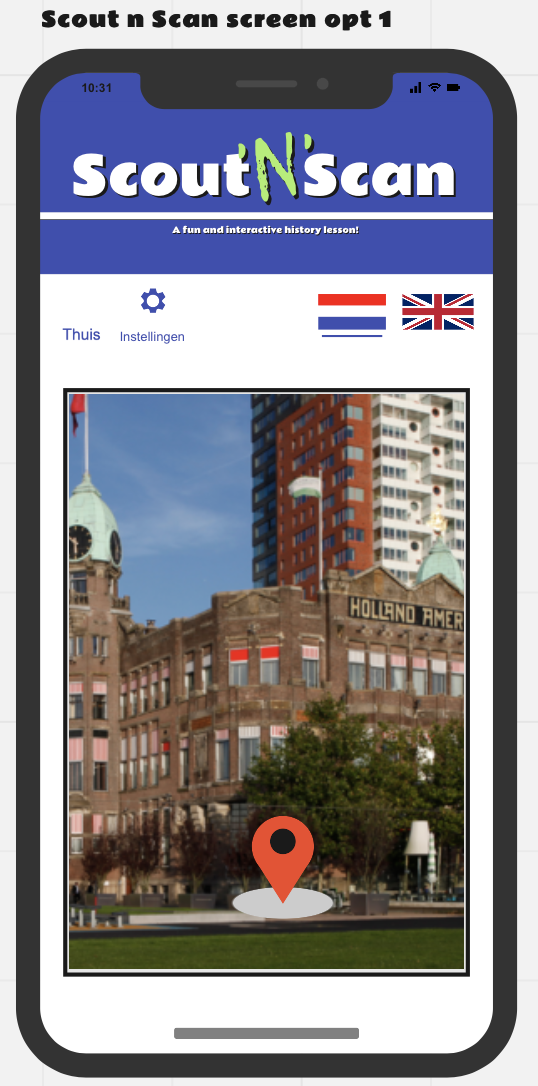 Scout n Scan screen opt 1
10:31
Scout'N'Scan
A fun and interactive history lesson!
Thuis
Instellingen
HOLLAND AMER